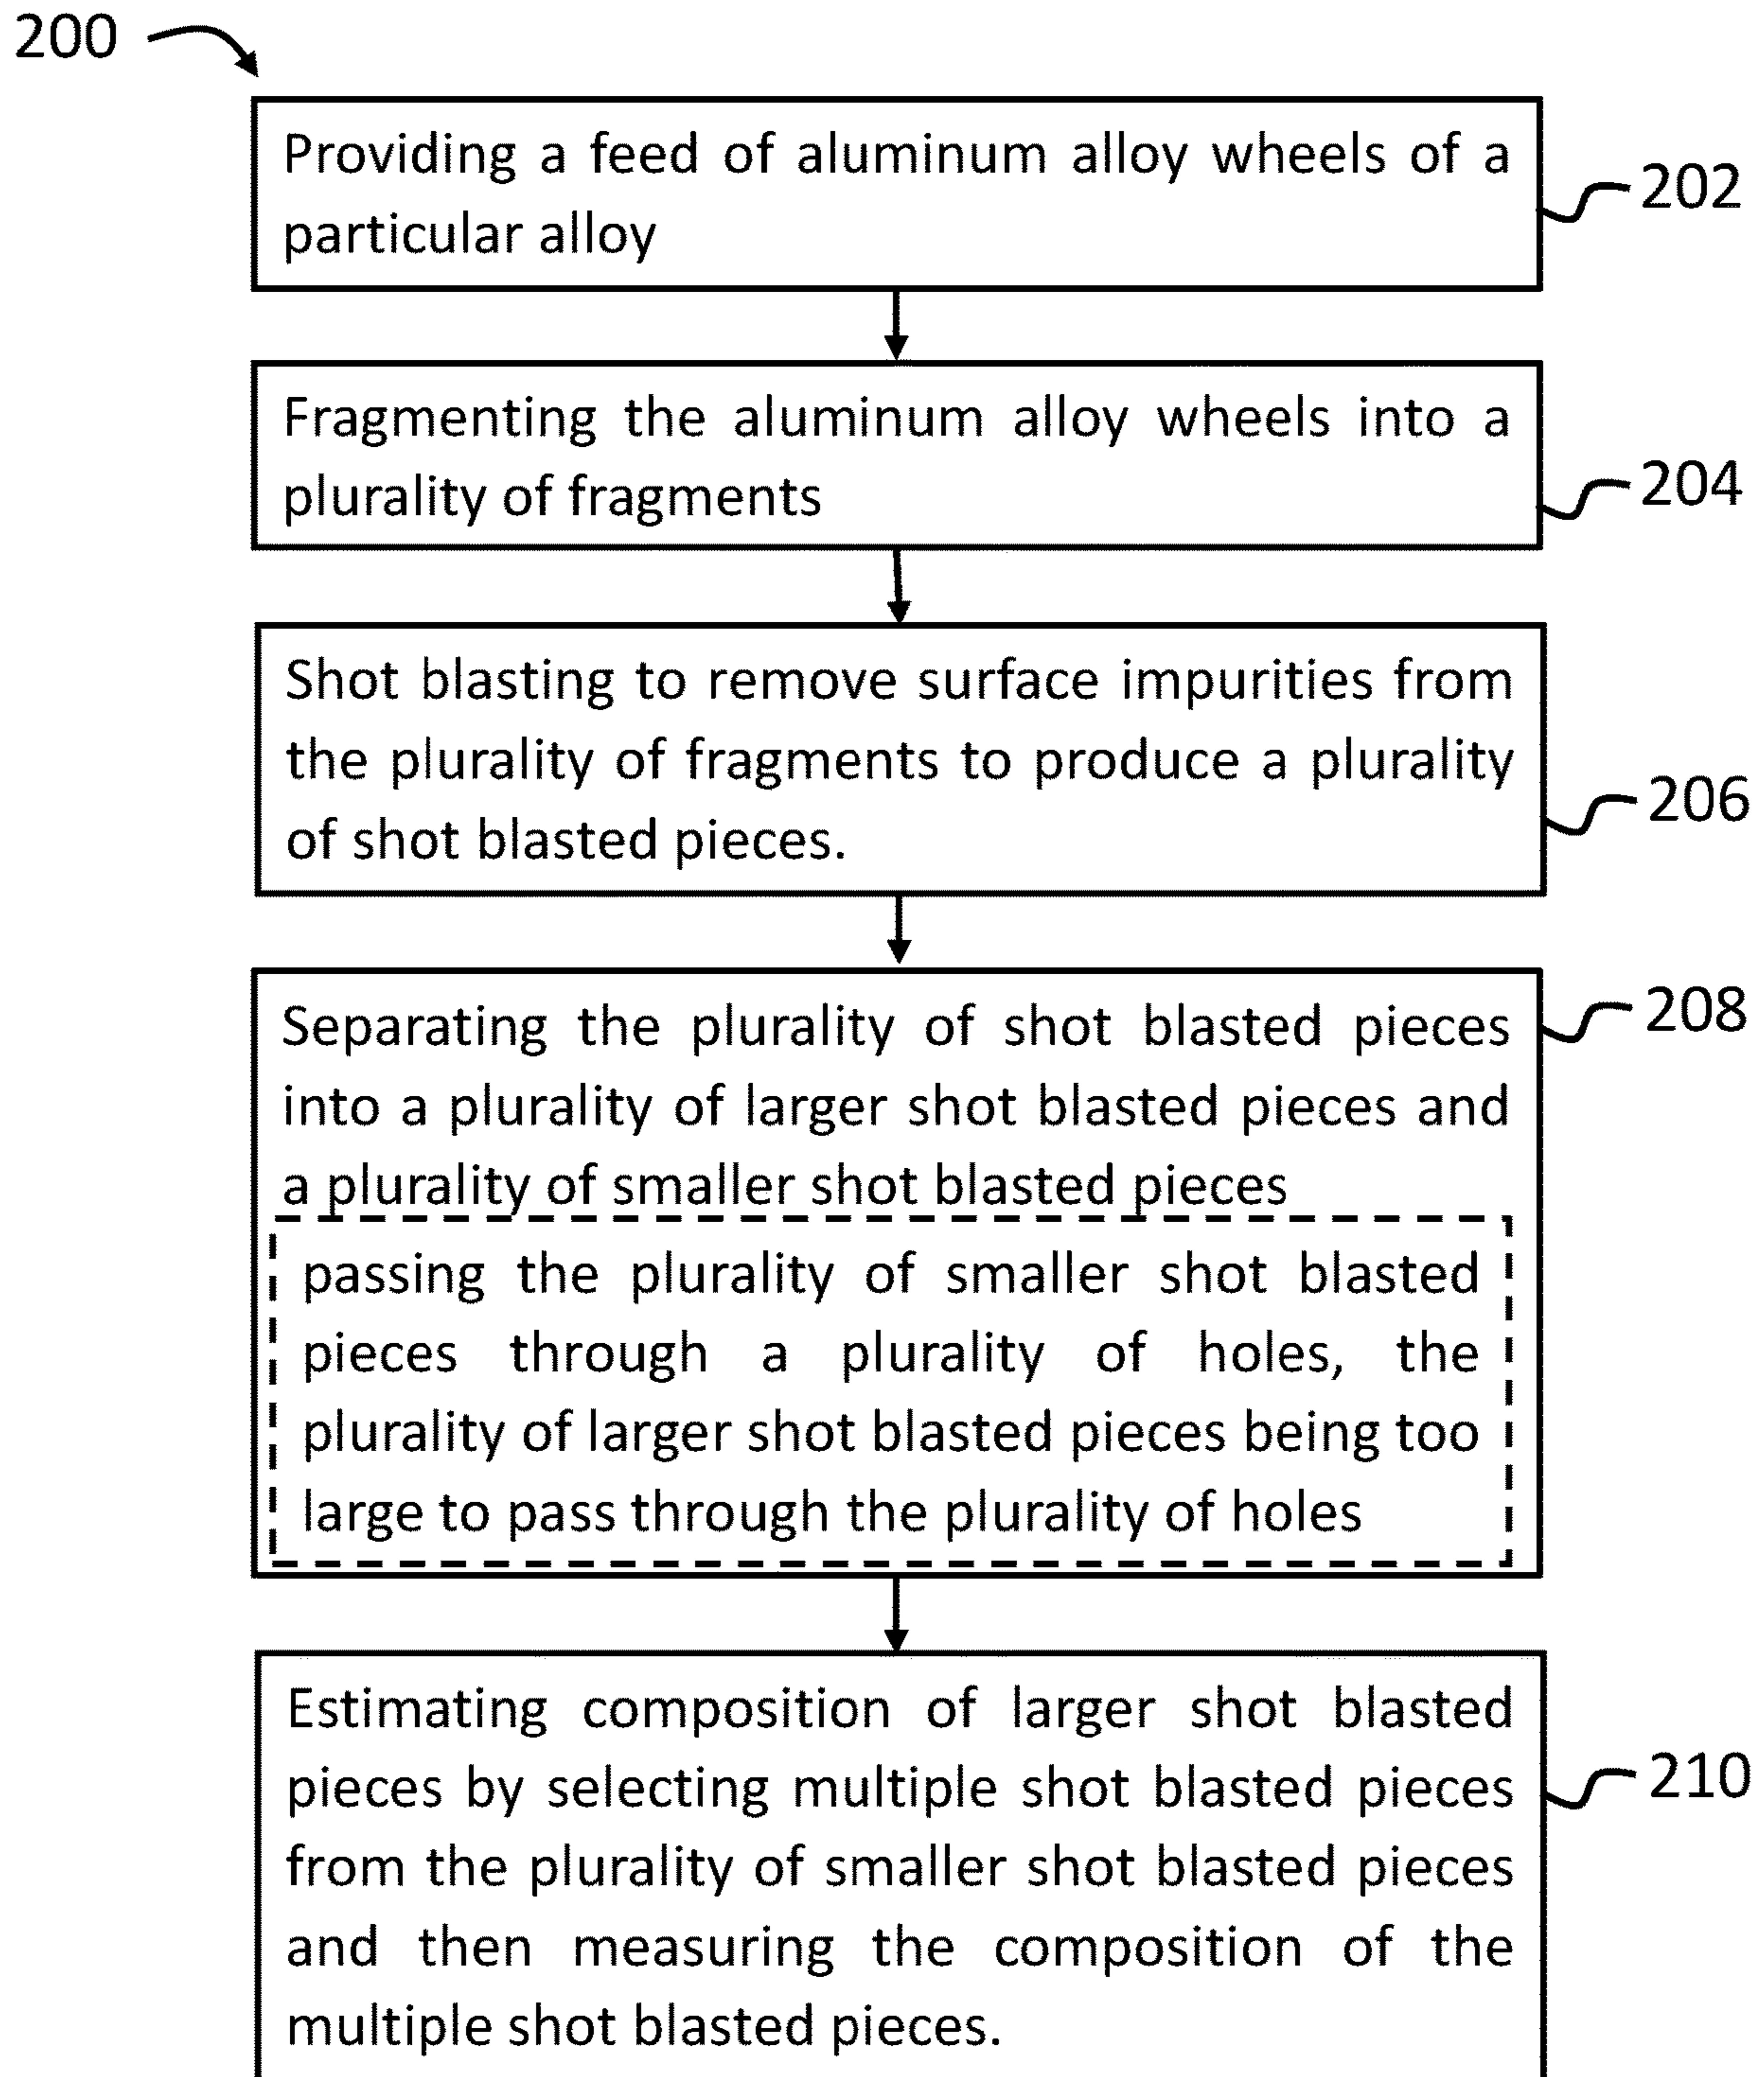 200
Providing a feed of aluminum alloy wheels of a
particular alloy
202
Fragmenting the aluminum alloy wheels into a
plurality of fragments
204
Shot blasting to remove surface impurities from
the plurality of fragments to produce a plurality
of shot blasted pieces.
206
Separating the plurality of shot blasted pieces
into a plurality of larger shot blasted pieces and
a plurality of smaller shot blasted pieces
208
passing the plurality of smaller shot blasted
pieces through a plurality of holes, the
plurality of larger shot blasted pieces being too
large to pass through the plurality of holes
Estimating composition of larger shot blasted
pieces by selecting multiple shot blasted pieces
from the plurality of smaller shot blasted pieces
and then measuring the composition of the
multiple shot blasted pieces.
210